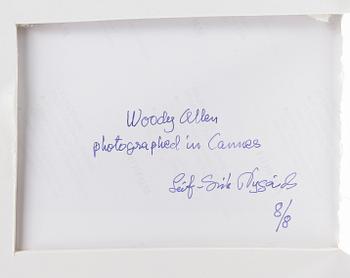 Woody Allen
photographed in Cannes
Leif-Erik Nygårds
8/8